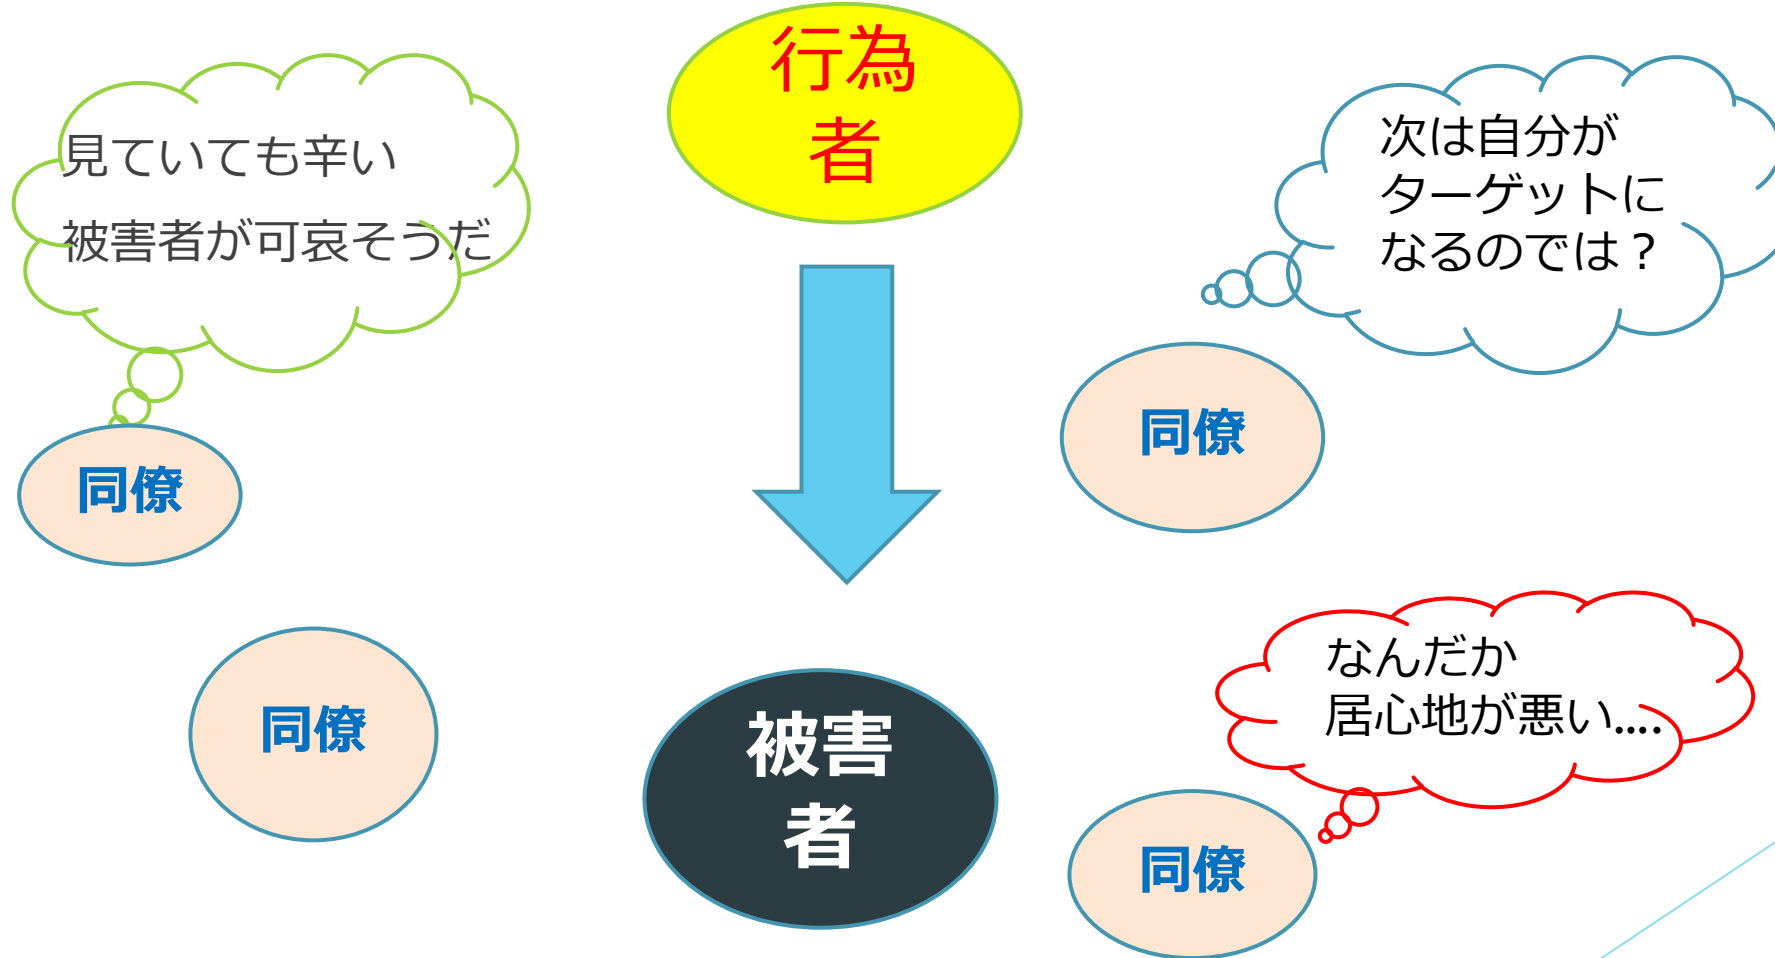 行為
者
見ていても辛い
被害者が可哀そうだ
次は自分が
ターゲットに
なるのでは？
同僚
同僚
同僚
被害
者
なんだか
居心地が悪い....
同僚